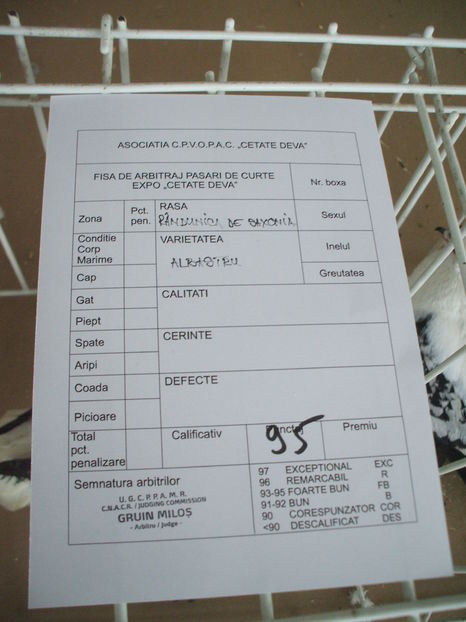 ASOCIATIA C.P.V.O.P.A.C. „CETATE DEVA"
FISA DE ARBITRAJ PASARI DE CURTE
EXPO „CETATE DEVA"
Nr. boxa
Zona
Pct.
pen.
RASA
RÂNDUNICA DE SAXONIA
Sexul
Conditie
Corp
Marime
VARIETATEA
ALBASTRU
Inelul
Greutatea
Cap
Gat
CALITATI
Piept
Spate
CERINTE
Aripi
Coada
DEFECTE
Picioare
Total
pct.
penalizare
Calificativ
Punctaj
95
Premiu
Semnatura arbitrilor
U. G. C. P. P. A. M. R.
C.N.A.C.R. / JUDGING COMMISSION
GRUIN MILOȘ
- Arbitru / Judge -
97 EXCEPTIONAL EXC
96 REMARCABIL R
93-95 FOARTE BUN FB
91-92 BUN B
90 CORESPUNZATOR COR
<90 DESCALIFICAT DES